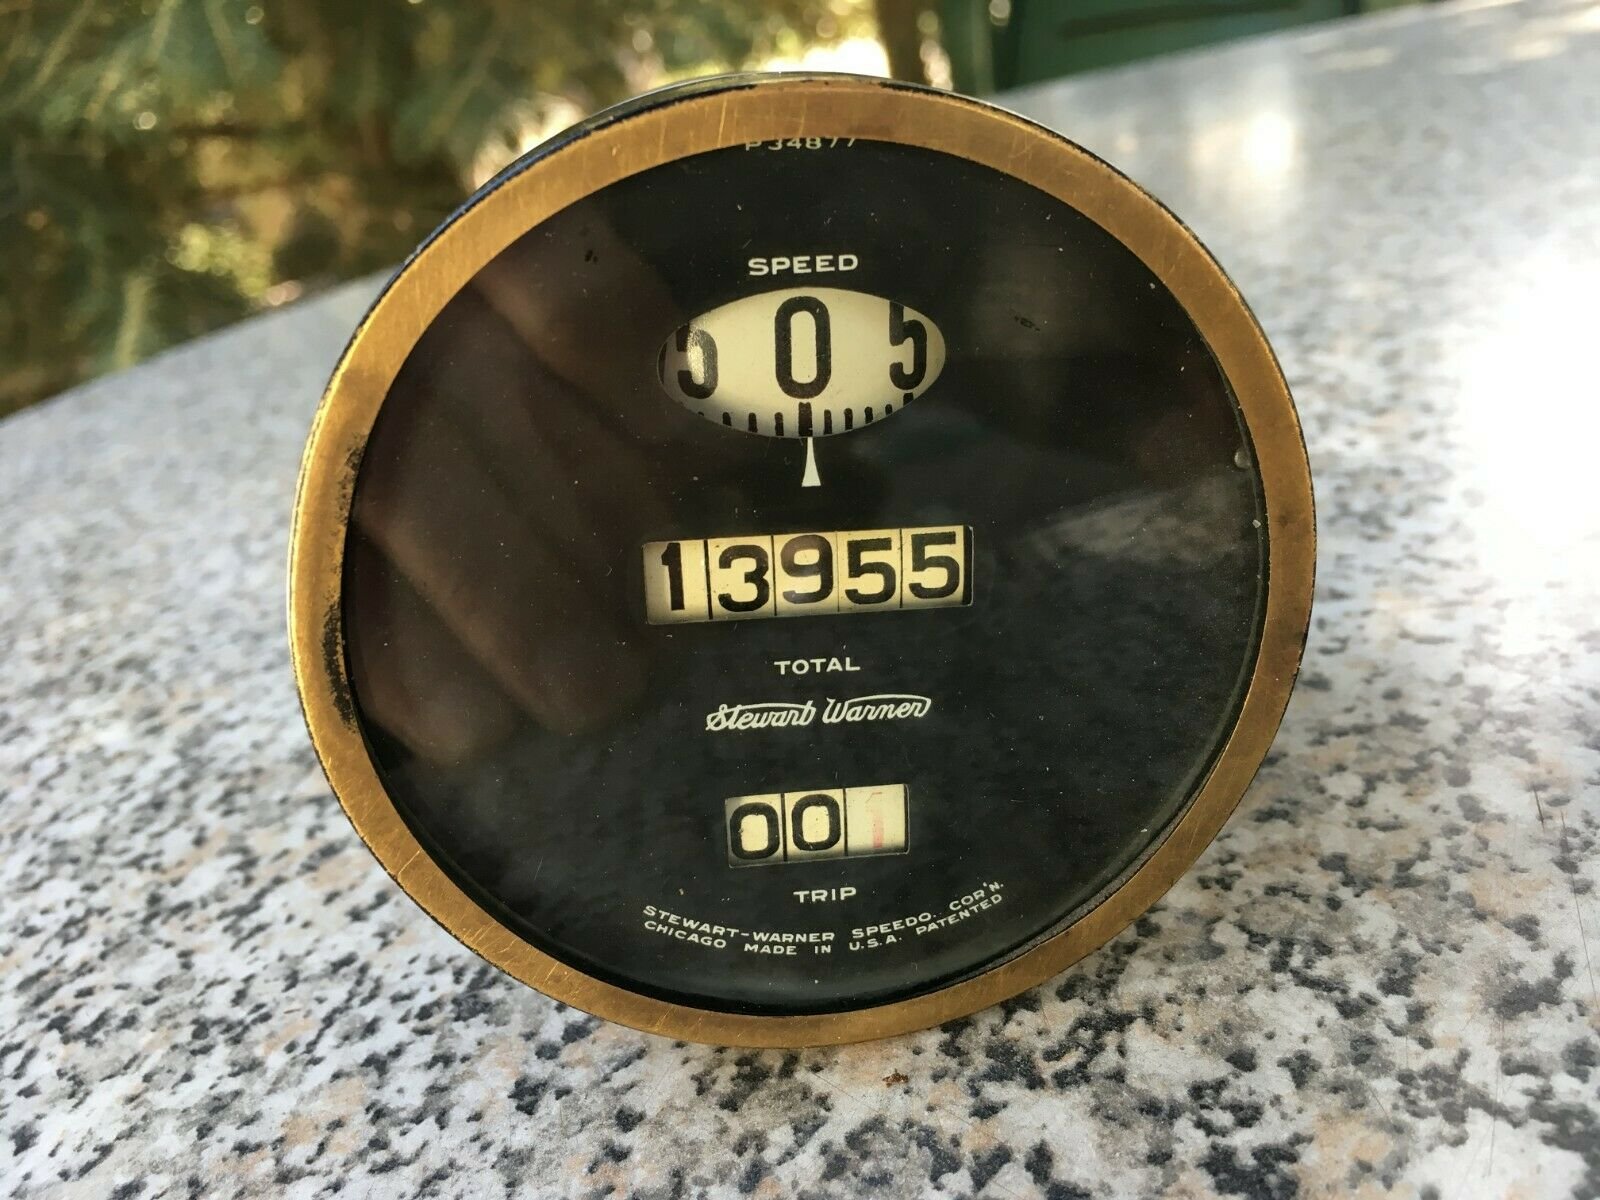 P34877
SPEED
5 0 5
13955
TOTAL
Stewart Warner
001
TRIP
STEWART-WARNER SPEEDO. COR'N.
CHICAGO MADE IN U.S.A. PATENTED